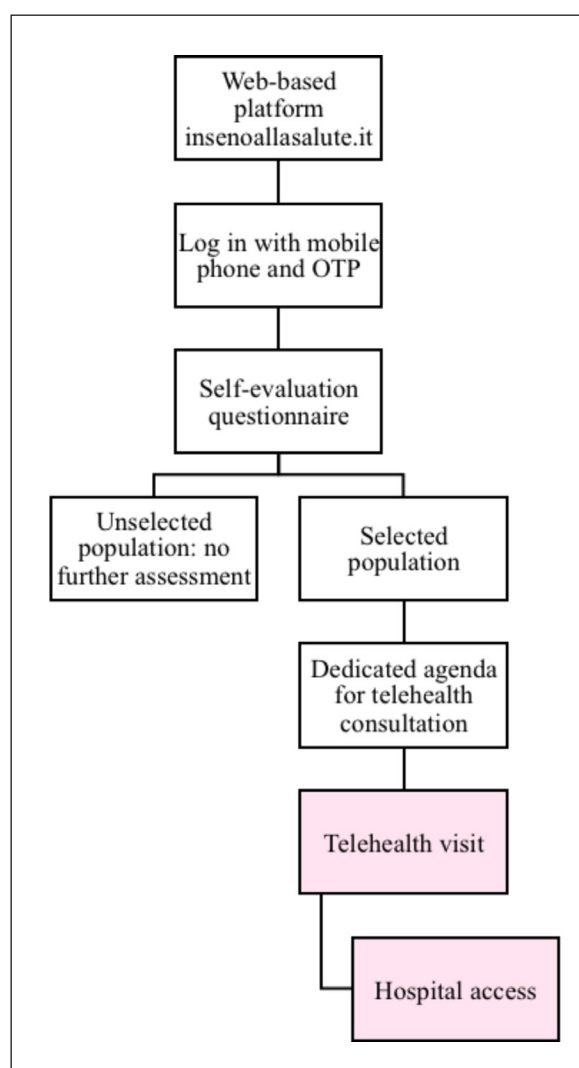 Web-based
platform
insenoallasalute.it
Log in with mobile
phone and OTP
Self-evaluation
questionnaire
Unselected
population: no
further assessment
Selected
population
Dedicated agenda
for telehealth
consultation
Telehealth visit
Hospital access